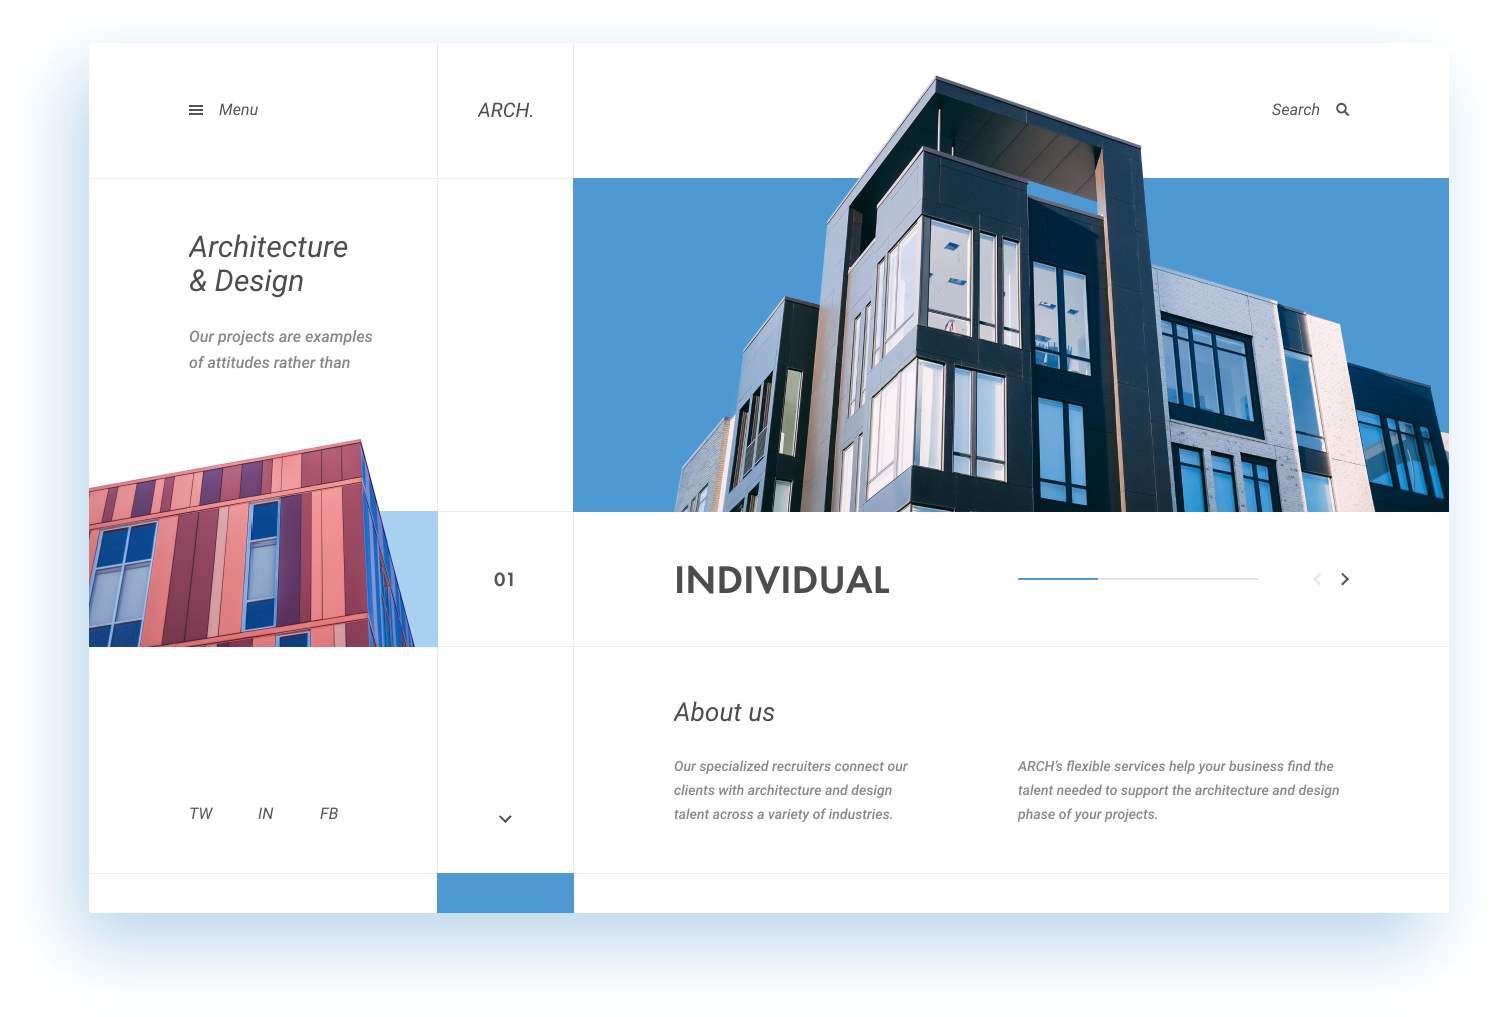 Menu
ARCH.
Search
Architecture
& Design
Our projects are examples
of attitudes rather than
01
INDIVIDUAL
About us
Our specialized recruiters connect our
clients with architecture and design
talent across a variety of industries.
ARCH's flexible services help your business find the
talent needed to support the architecture and design
phase of your projects.
TW IN FB